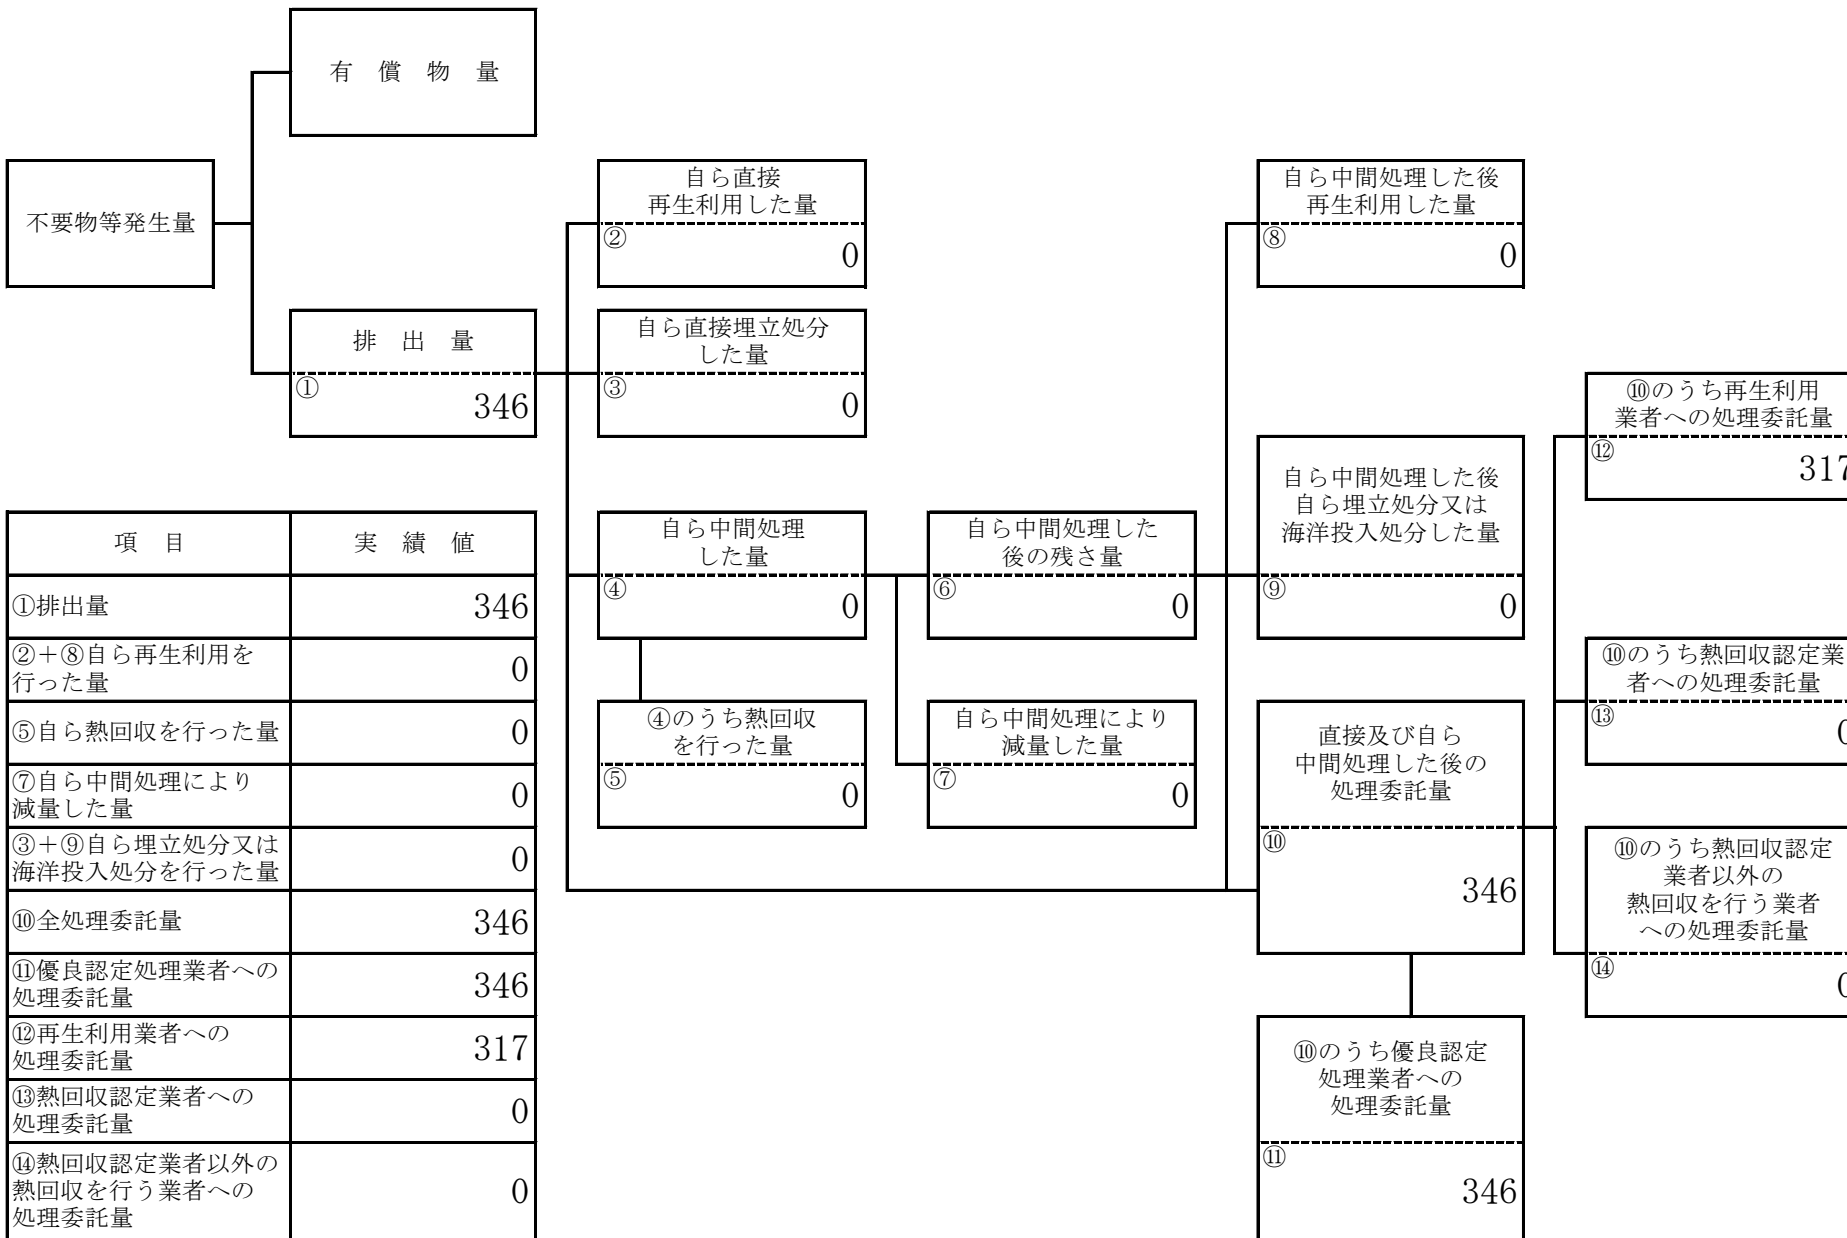 有 償 物 量
不要物等発生量
排 出 量
①
346
自ら直接
再生利用した量
②
0
自ら直接埋立処分
した量
③
0
自ら中間処理
した量
④
0
④のうち熱回収
を行った量
⑤
0
自ら中間処理した
後の残さ量
⑥
0
自ら中間処理により
減量した量
⑦
0
自ら中間処理した後
再生利用した量
⑧
0
自ら中間処理した後
自ら埋立処分又は
海洋投入処分した量
⑨
0
直接及び自ら
中間処理した後の
処理委託量
⑩
346
⑩のうち優良認定
処理業者への
処理委託量
⑪
346
⑩のうち再生利用
業者への処理委託量
⑫
317
⑩のうち熱回収認定業
者への処理委託量
⑬
0
⑩のうち熱回収認定
業者以外の
熱回収を行う業者
への処理委託量
⑭
0
項 目 実 績 値
①排出量 346
②+⑧自ら再生利用を
行った量 0
⑤自ら熱回収を行った量 0
⑦自ら中間処理により
減量した量 0
③+⑨自ら埋立処分又は
海洋投入処分を行った量 0
⑩全処理委託量 346
⑪優良認定処理業者への
処理委託量 346
⑫再生利用業者への
処理委託量 317
⑬熱回収認定業者への
処理委託量 0
⑭熱回収認定業者以外の
熱回収を行う業者への
処理委託量 0